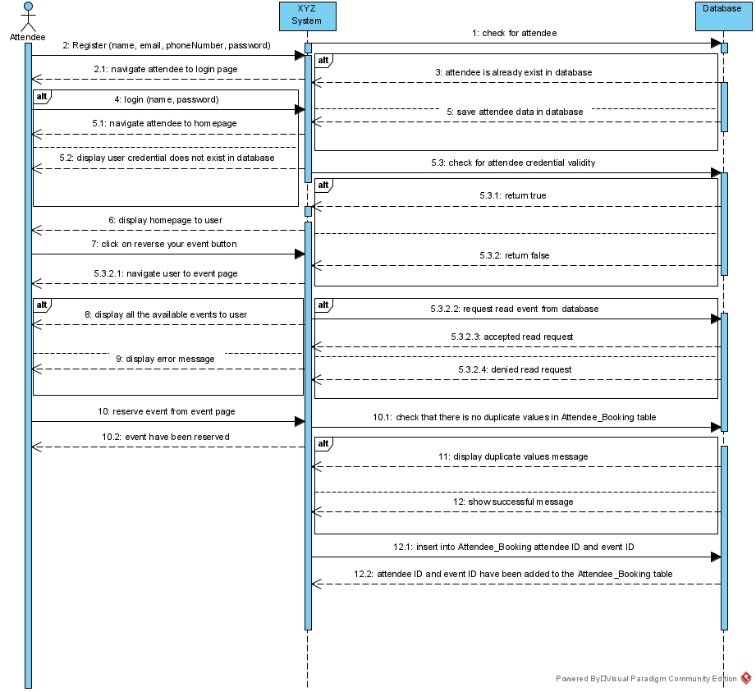 XYZ
System
Database
Attendee
1: check for attendee
2: Register (name, email, phoneNumber, password)
alt
2.1: navigate attendee to login page
3: attendee is already exist in database
alt
4: login (name, password)
5: save attendee data in database
5.1: navigate attendee to homepage
5.2: display user credential does not exist in database
5.3: check for attendee credential validity
alt
5.3.1: return true
6: display homepage to user
7: click on reverse your event button
5.3.2: return false
5.3.2.1: navigate user to event page
alt
8: display all the available events to user
alt
5.3.2.2: request read event from database
5.3.2.3: accepted read request
9: display error message
5.3.2.4: denied read request
10: reserve event from event page
10.1: check that there is no duplicate values in Attendee_Booking table
10.2: event have been reserved
alt
11: display duplicate values message
12: show successful message
12.1: insert into Attendee_Booking attendee ID and event ID
12.2: attendee ID and event ID have been added to the Attendee_Booking table
Powered By Visual Paradigm Community Edition